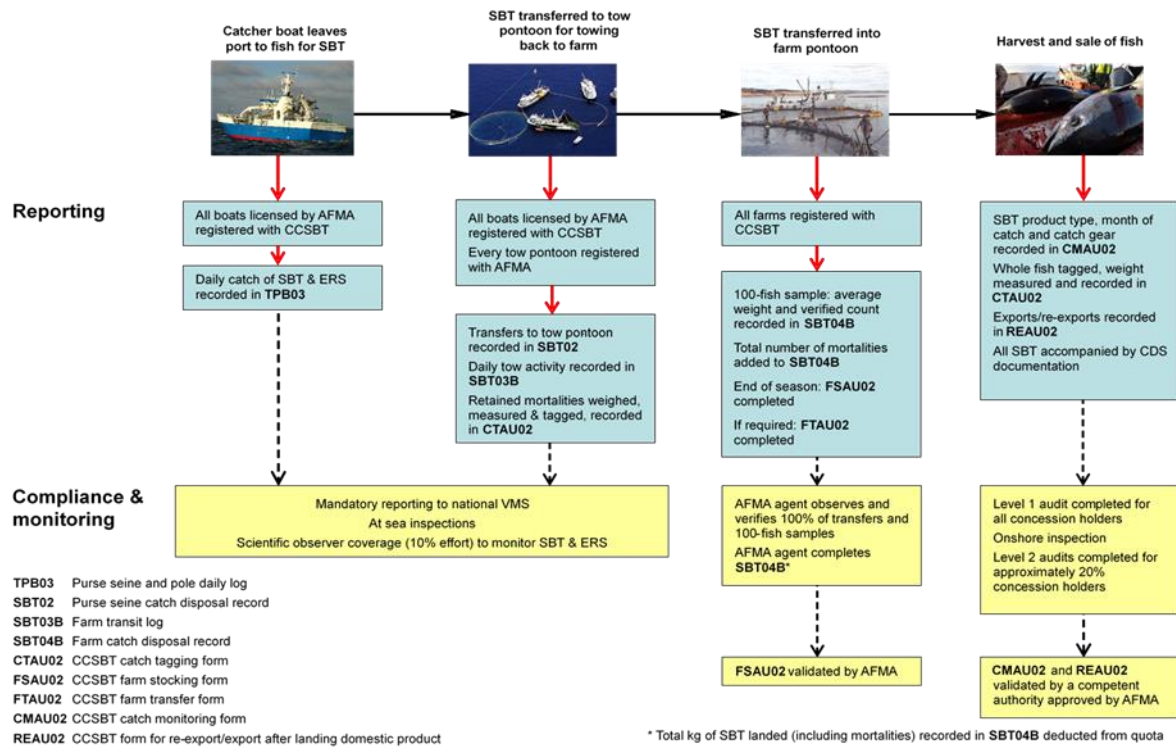 Catcher boat leaves
port to fish for SBT
SBT transferred to tow
pontoon for towing
back to farm
SBT transferred into
farm pontoon
Harvest and sale of fish
Reporting
All boats licensed by AFMA
registered with CCSBT
Daily catch of SBT & ERS
recorded in TPB03
All boats licensed by AFMA
registered with CCSBT
Every tow pontoon registered
with AFMA
Transfers to tow pontoon
recorded in SBT02
Daily tow activity recorded in
SBT03B
Retained mortalities weighed,
measured & tagged, recorded
in CTAU02
All farms registered with
CCSBT
100-fish sample: average
weight and verified count
recorded in SBT04B
Total number of mortalities
added to SBT04B
End of season: FSAU02
completed
If required: FTAU02
completed
SBT product type, month of
catch and catch gear
recorded in CMAU02
Whole fish tagged, weight
measured and recorded in
CTAU02
Exports/re-exports recorded
in REAU02
All SBT accompanied by CDS
documentation
Compliance &
monitoring
Mandatory reporting to national VMS
At sea inspections
Scientific observer coverage (10% effort) to monitor SBT & ERS
AFMA agent observes and
verifies 100% of transfers and
100-fish samples
AFMA agent completes
SBT04B*
FSAU02 validated by AFMA
Level 1 audit completed for
all concession holders
Onshore inspection
Level 2 audits completed for
approximately 20%
concession holders
CMAU02 and REAU02
validated by a competent
authority approved by AFMA
TPB03 Purse seine and pole daily log
SBT02 Purse seine catch disposal record
SBT03B Farm transit log
SBT04B Farm catch disposal record
CTAU02 CCSBT catch tagging form
FSAU02 CCSBT farm stocking form
FTAU02 CCSBT farm transfer form
CMAU02 CCSBT catch monitoring form
REAU02 CCSBT form for re-export/export after landing domestic product
* Total kg of SBT landed (including mortalities) recorded in SBT04B deducted from quota